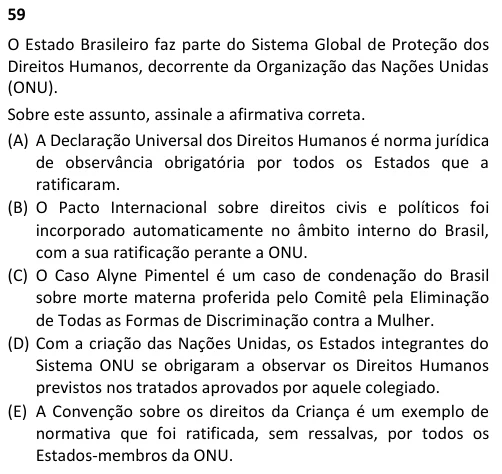 59
O Estado Brasileiro faz parte do Sistema Global de Proteção dos
Direitos Humanos, decorrente da Organização das Nações Unidas
(ONU).
Sobre este assunto, assinale a afirmativa correta.
(A) A Declaração Universal dos Direitos Humanos é norma jurídica
de observância obrigatória por todos os Estados que a
ratificaram.
(B) O Pacto Internacional sobre direitos civis e políticos foi
incorporado automaticamente no âmbito interno do Brasil,
com a sua ratificação perante a ONU.
(C) O Caso Alyne Pimentel é um caso de condenação do Brasil
sobre morte materna proferida pelo Comitê pela Eliminação
de Todas as Formas de Discriminação contra a Mulher.
(D) Com a criação das Nações Unidas, os Estados integrantes do
Sistema ONU se obrigaram a observar os Direitos Humanos
previstos nos tratados aprovados por aquele colegiado.
(E) A Convenção sobre os direitos da Criança é um exemplo de
normativa que foi ratificada, sem ressalvas, por todos os
Estados-membros da ONU.